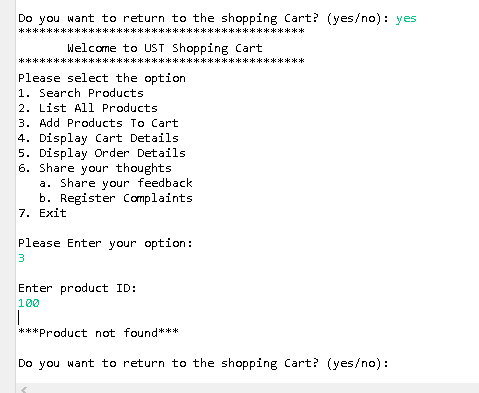 Do you want to return to the shopping Cart? (yes/no): yes
*****************************************
Welcome to UST Shopping Cart
*****************************************
Please select the option
1. Search Products
2. List All Products
3. Add Products To Cart
4. Display Cart Details
5. Display Order Details
6. Share your thoughts
a. Share your feedback
b. Register Complaints
7. Exit
Please Enter your option:
3
Enter product ID:
100
***Product not found***
Do you want to return to the shopping Cart? (yes/no):